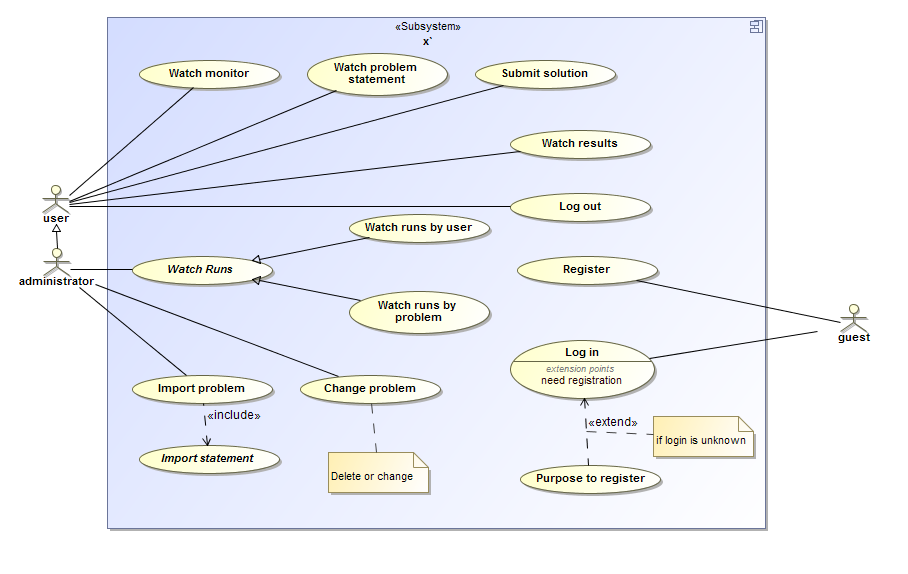 «Subsystem»
x`
Watch monitor
Watch problem
statement
Submit solution
Watch results
user
Log out
Watch runs by user
administrator
Watch Runs
Register
Watch runs by
problem
guest
Log in
extension points
need registration
Import problem
Change problem
«include»
«extend»
if login is unknown
Import statement
Delete or change
Purpose to register